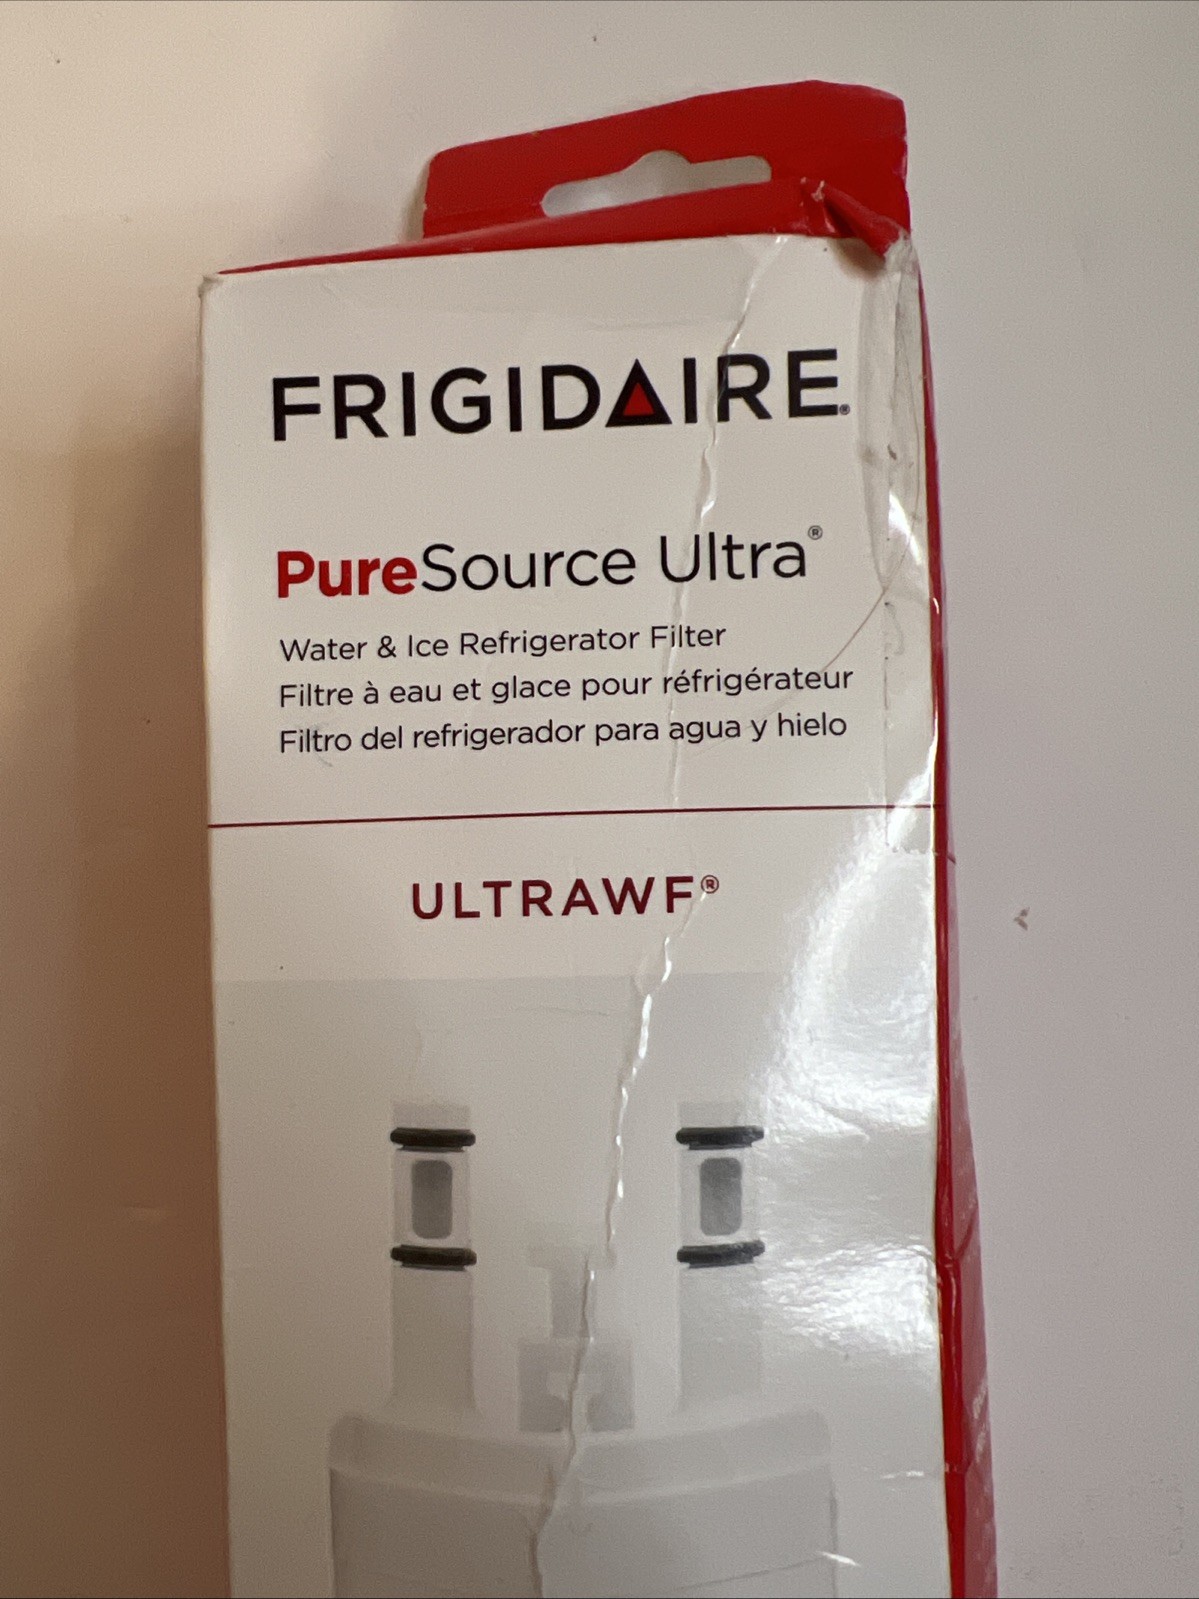 FRIGIDAIRE®
PureSource Ultra®
Water & Ice Refrigerator Filter
Filtre à eau et glace pour réfrigérateur
Filtro del refrigerador para agua y hielo
ULTRAWF®